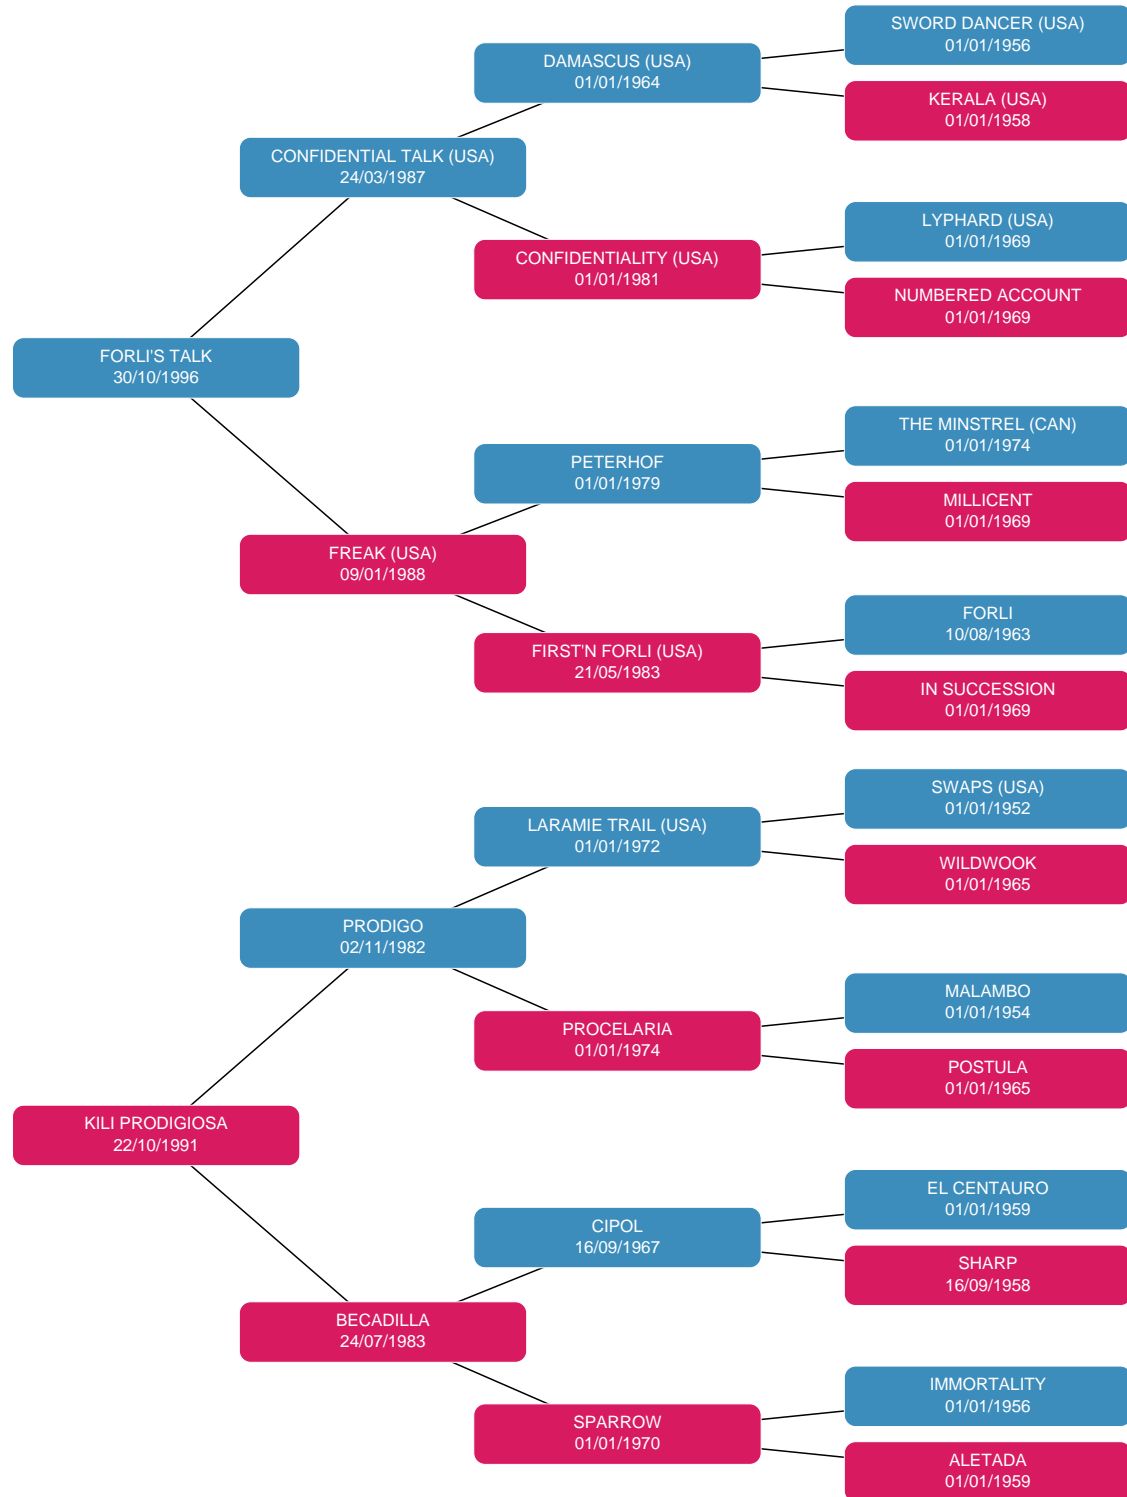 SWORD DANCER (USA)
01/01/1956
DAMASCUS (USA)
01/01/1964
KERALA (USA)
01/01/1958
CONFIDENTIAL TALK (USA)
24/03/1987
LYPHARD (USA)
01/01/1969
CONFIDENTIALITY (USA)
01/01/1981
NUMBERED ACCOUNT
01/01/1969
FORLI'S TALK
30/10/1996
THE MINSTREL (CAN)
01/01/1974
PETERHOF
01/01/1979
MILLICENT
01/01/1969
FREAK (USA)
09/01/1988
FORLI
10/08/1963
FIRST'N FORLI (USA)
21/05/1983
IN SUCCESSION
01/01/1969
SWAPS (USA)
01/01/1952
LARAMIE TRAIL (USA)
01/01/1972
WILDWOOK
01/01/1965
PRODIGO
02/11/1982
MALAMBO
01/01/1954
PROCELARIA
01/01/1974
POSTULA
01/01/1965
KILI PRODIGIOSA
22/10/1991
EL CENTAURO
01/01/1959
CIPOL
16/09/1967
SHARP
16/09/1958
BECADILLA
24/07/1983
IMMORTALITY
01/01/1956
SPARROW
01/01/1970
ALETADA
01/01/1959